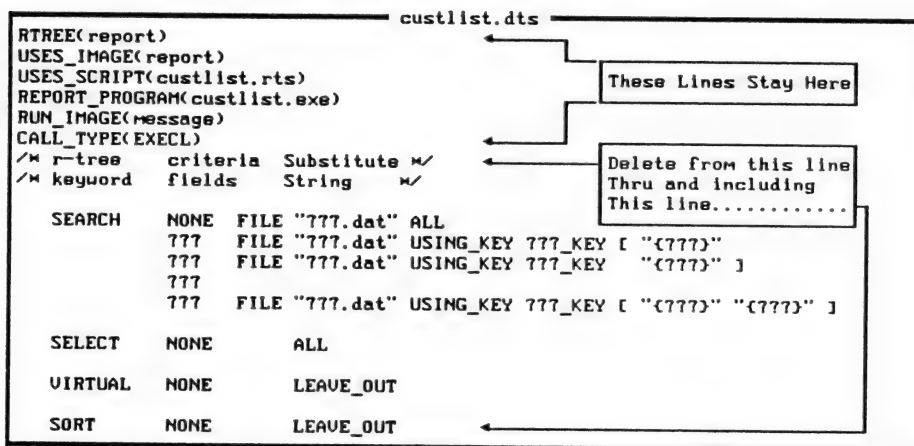 custlist.dts
RTREE(report)
USES_IMAGE(report)
USES_SCRIPT(custlist.rts)
REPORT_PROGRAM(custlist.exe)
RUN_IMAGE(message)
CALL_TYPE(EXECL)
These Lines Stay Here
/* r-tree criteria Substitute */
/* keyword fields String */
Delete from this line
Thru and including
This line............
SEARCH NONE FILE "???.dat" ALL
??? FILE "???.dat" USING_KEY ???_KEY [ "{???}"
??? FILE "???.dat" USING_KEY ???_KEY "{???}" ]
???
??? FILE "???.dat" USING_KEY ???_KEY [ "{???}" "{???}" ]
SELECT NONE ALL
VIRTUAL NONE LEAVE_OUT
SORT NONE LEAVE_OUT